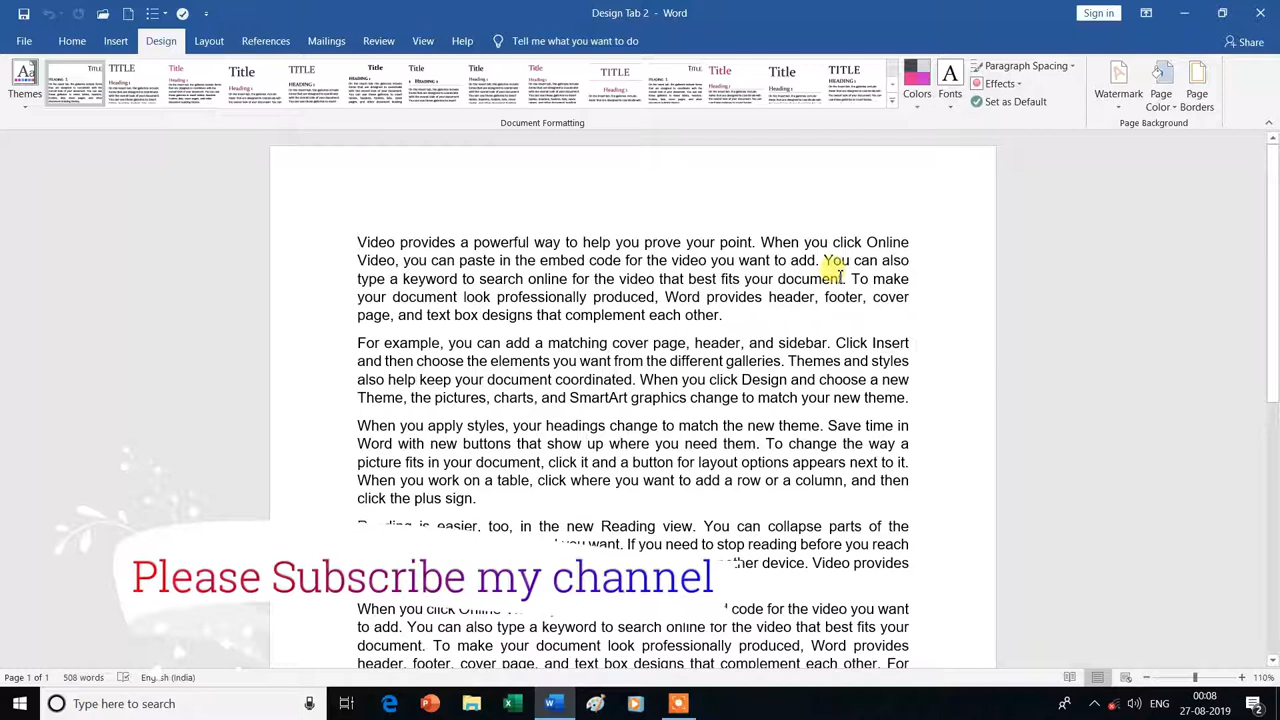 Design Tab 2 - Word
Sign in
File Home Insert Design Layout References Mailings Review View Help Tell me what you want to do
Share
Themes
Colors
Fonts
Paragraph Spacing
Effects
Set as Default
Watermark
Page Color
Page Borders
Document Formatting
Page Background
Video provides a powerful way to help you prove your point. When you click Online
Video, you can paste in the embed code for the video you want to add. You can also
type a keyword to search online for the video that best fits your document. To make
your document look professionally produced, Word provides header, footer, cover
page, and text box designs that complement each other.
For example, you can add a matching cover page, header, and sidebar. Click Insert
and then choose the elements you want from the different galleries. Themes and styles
also help keep your document coordinated. When you click Design and choose a new
Theme, the pictures, charts, and SmartArt graphics change to match your new theme.
When you apply styles, your headings change to match the new theme. Save time in
Word with new buttons that show up where you need them. To change the way a
picture fits in your document, click it and a button for layout options appears next to it.
When you work on a table, click where you want to add a row or a column, and then
click the plus sign.
Reading is easier, too, in the new Reading view. You can collapse parts of the
you want. If you need to stop reading before you reach
device. Video provides
Please Subscribe my channel
When you click Online code for the video you want
to add. You can also type a keyword to search online for the video that best fits your
document. To make your document look professionally produced, Word provides
header, footer, cover page, and text box designs that complement each other. For
Page 1 of 1 508 words English (India)
110%
Type here to search
ENG
00:08
27-08-2019